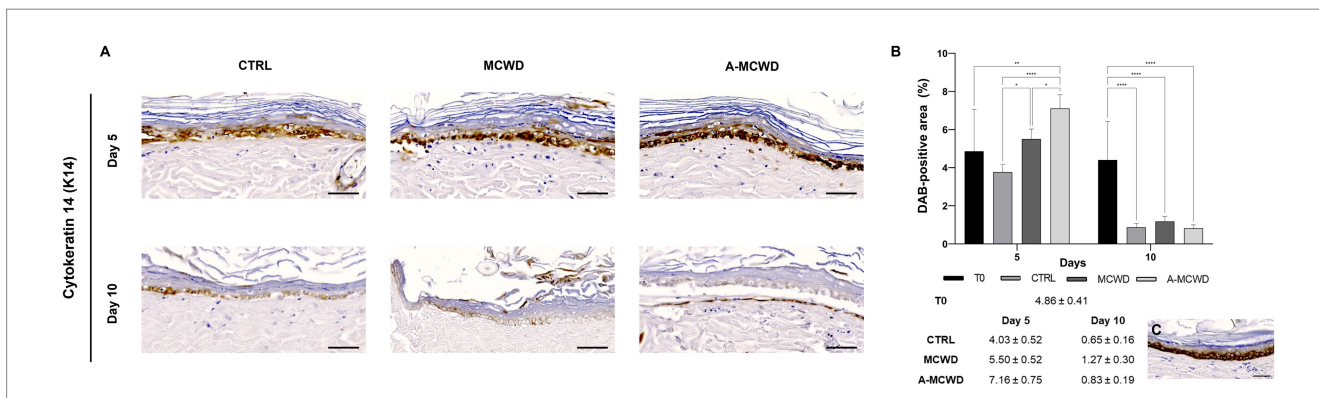 A
CTRL
MCWD
A-MCWD
Cytokeratin 14 (K14)
Day 5
Day 10
B
DAB-positive area (%)
10
8
6
4
2
0
**
****
*
*
****
****
****
5
10
Days
T0
CTRL
MCWD
A-MCWD
T0 4.86 ± 0.41
Day 5 Day 10
CTRL 4.03 ± 0.52 0.65 ± 0.16
MCWD 5.50 ± 0.52 1.27 ± 0.30
A-MCWD 7.16 ± 0.75 0.83 ± 0.19
C